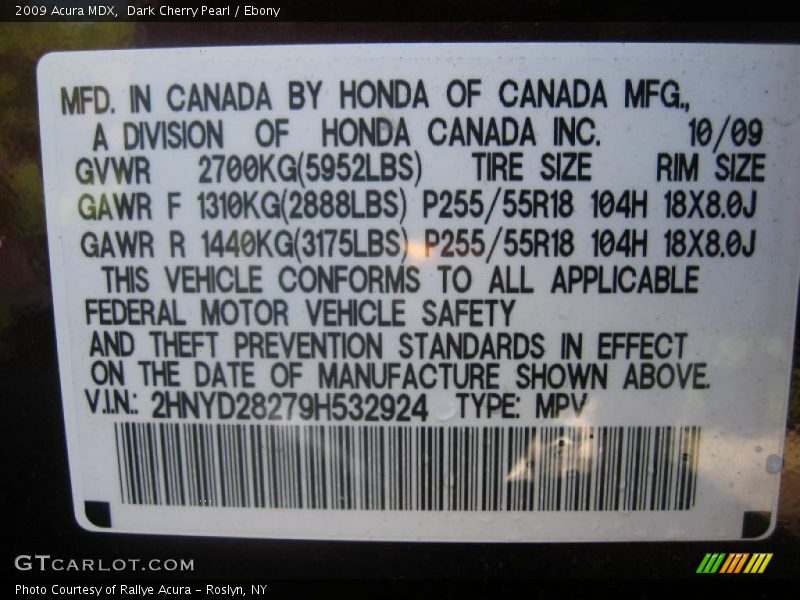 2009 Acura MDX, Dark Cherry Pearl / Ebony
MFD. IN CANADA BY HONDA OF CANADA MFG.,
A DIVISION OF HONDA CANADA INC. 10/09
GVWR 2700KG(5952LBS) TIRE SIZE RIM SIZE
GAWR F 1310KG(2888LBS) P255/55R18 104H 18X8.0J
GAWR R 1440KG(3175LBS) P255/55R18 104H 18X8.0J
THIS VEHICLE CONFORMS TO ALL APPLICABLE
FEDERAL MOTOR VEHICLE SAFETY
AND THEFT PREVENTION STANDARDS IN EFFECT
ON THE DATE OF MANUFACTURE SHOWN ABOVE.
V.I.N.: 2HNYD28279H532924 TYPE: MPV
GTCARLOT.COM
Photo Courtesy of Rallye Acura - Roslyn, NY